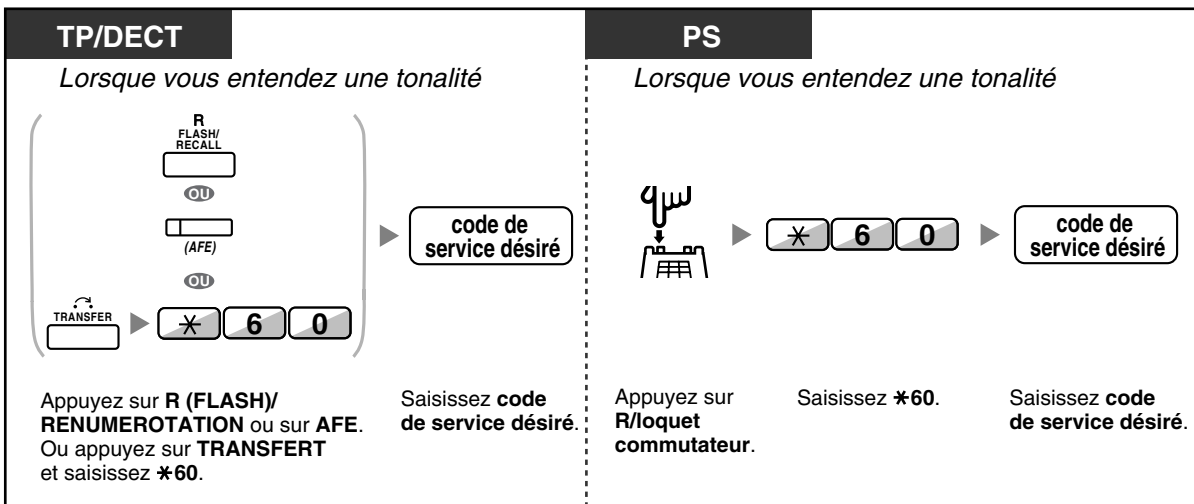 TP/DECT
Lorsque vous entendez une tonalité
R
FLASH/
RECALL
OU
(AFE)
OU
TRANSFER
* 6 0
code de
service désiré
Appuyez sur R (FLASH)/
RENUMEROTATION ou sur AFE.
Ou appuyez sur TRANSFERT
et saisissez *60.
Saisissez code
de service désiré.
PS
Lorsque vous entendez une tonalité
* 6 0
code de
service désiré
Appuyez sur
R/loquet
commutateur.
Saisissez *60.
Saisissez code
de service désiré.